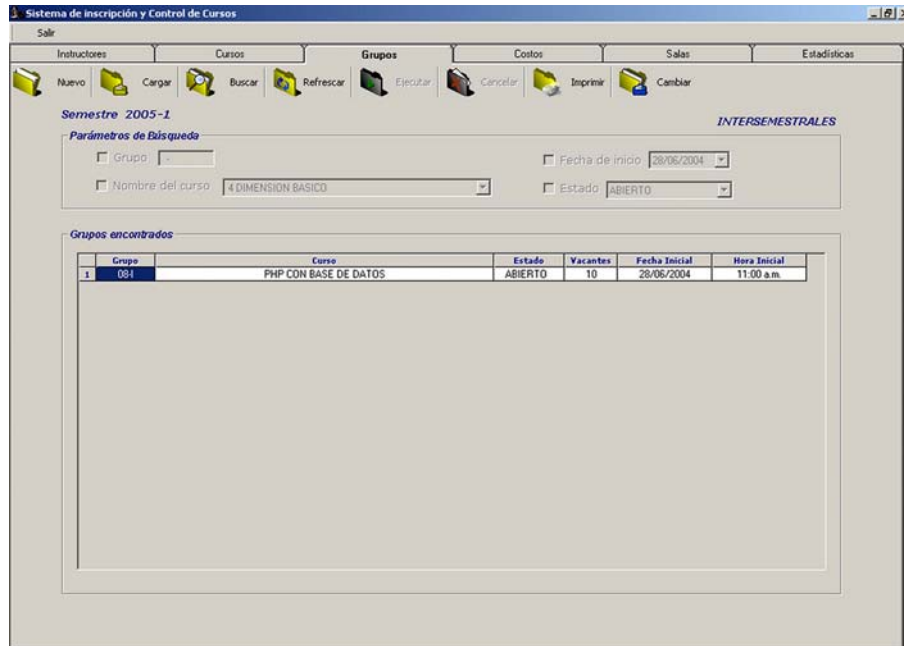 Sistema de inscripción y Control de Cursos
Salir
Instructores Cursos Grupos Costos Salas Estadísticas
Nuevo Cargar Buscar Refrescar Ejecutar Cancelar Imprimir Cambiar
Semestre 2005-1
INTERSEMESTRALES
Parámetros de Búsqueda
Grupo - Fecha de inicio 28/06/2004
Nombre del curso 4 DIMENSION BASICO Estado ABIERTO
Grupos encontrados
Grupo Curso Estado Vacantes Fecha Inicial Hora Inicial
1 PHP CON BASE DE DATOS ABIERTO 10 28/06/2004 11:00 a.m.